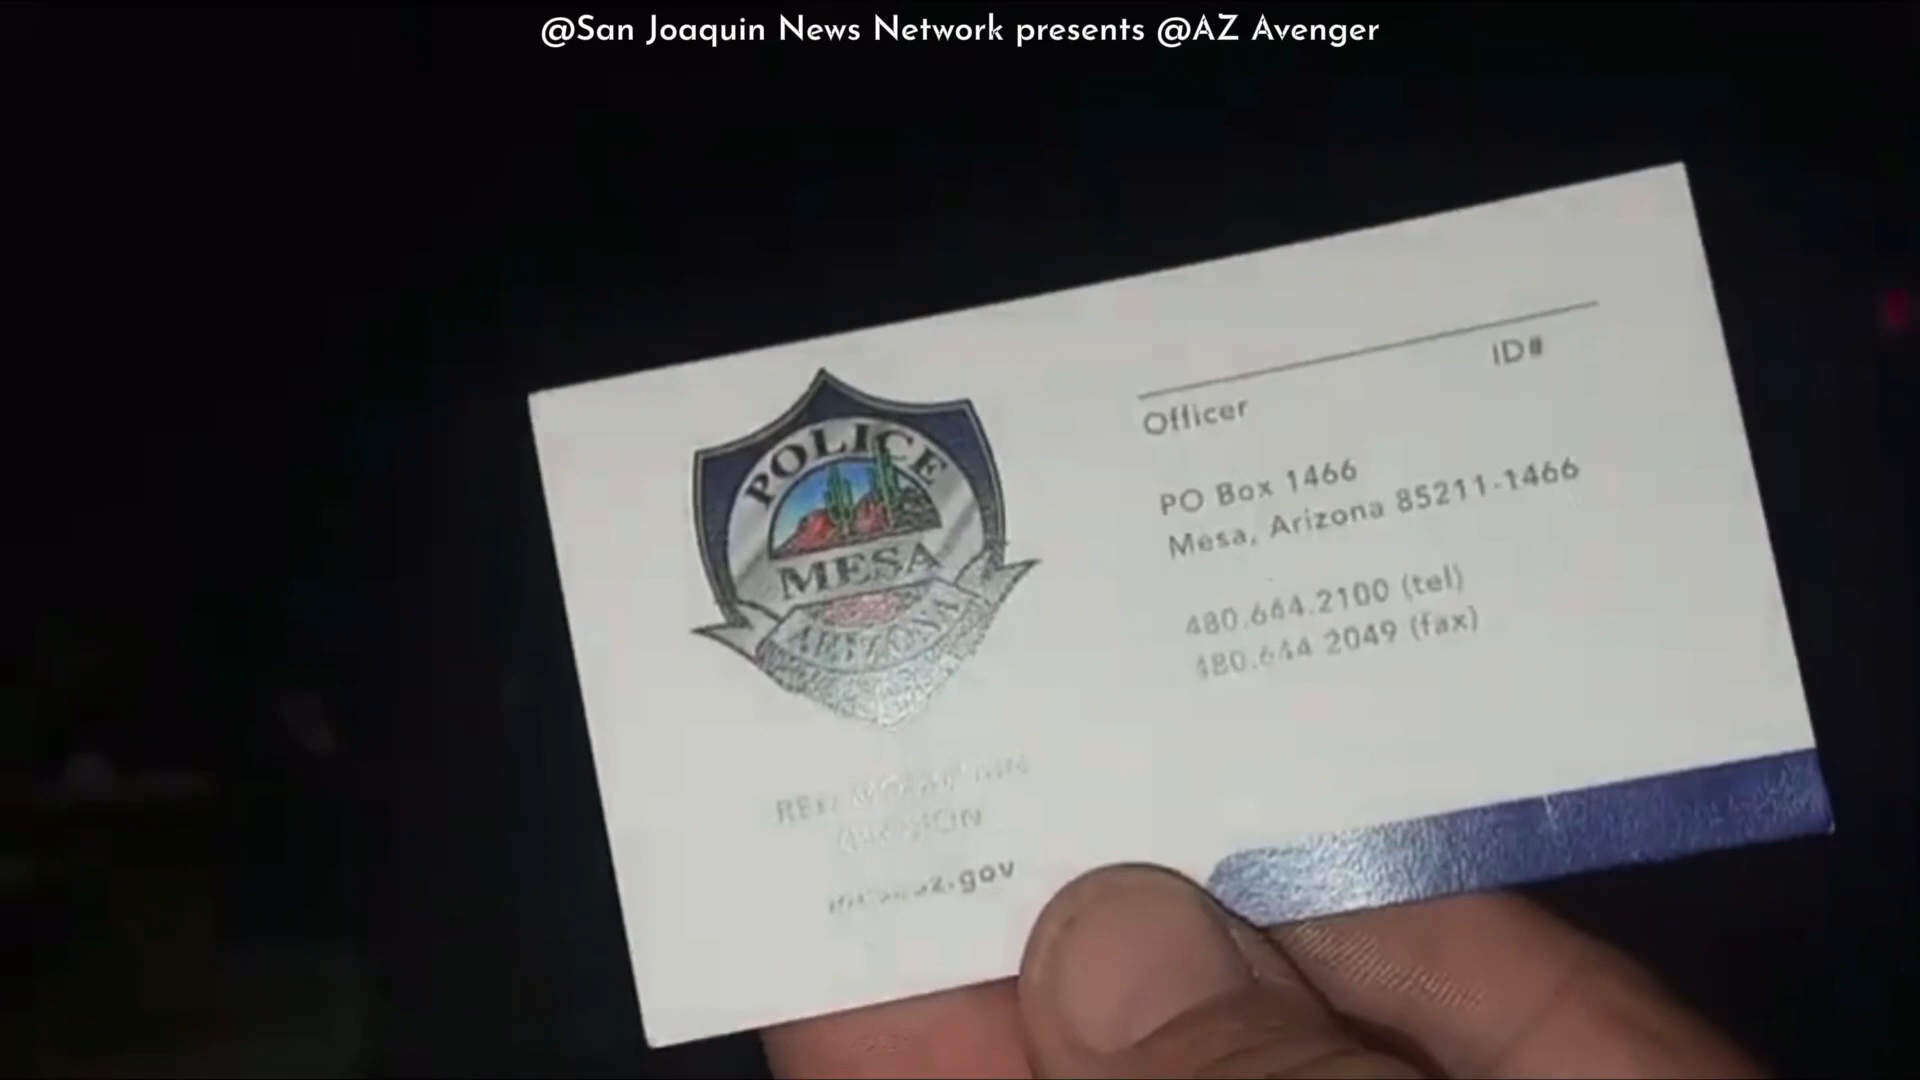 @San Joaquin News Network presents @AZ Avenger
POLICE
MESA
ARIZONA
ID#
Officer
PO Box 1466
Mesa, Arizona 85211-1466
480.644.2100 (tel)
480.644.2049 (fax)